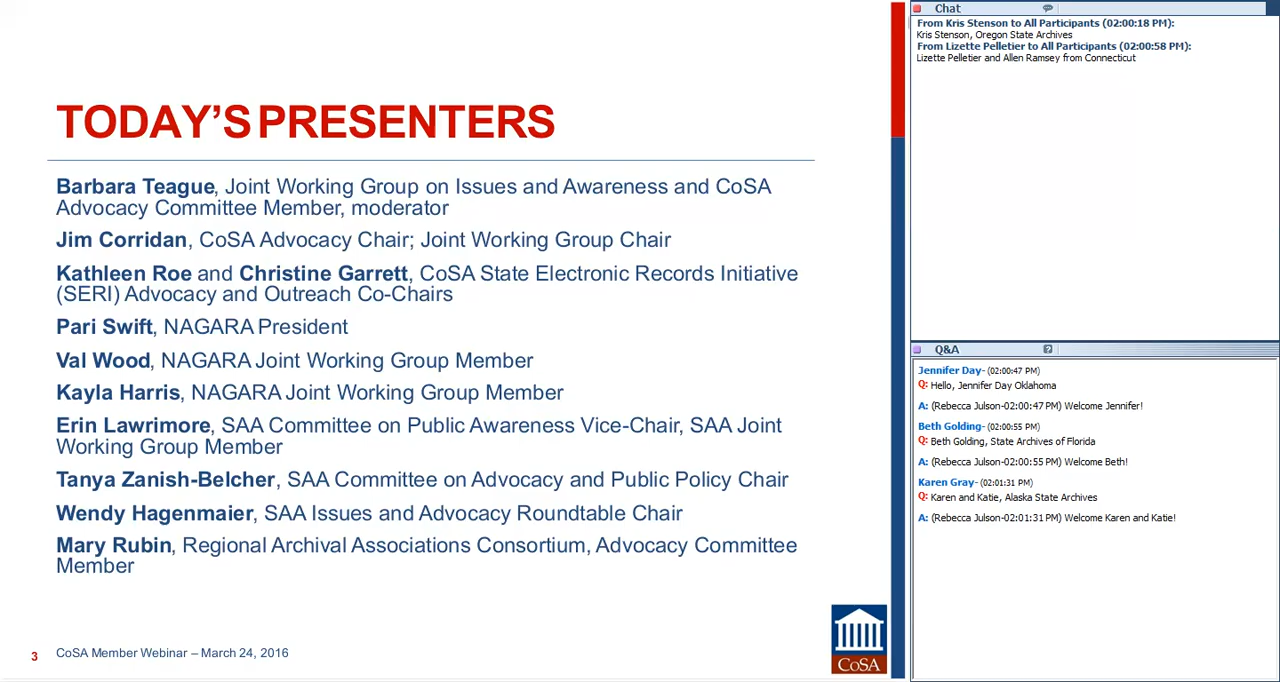 TODAY'S PRESENTERS
Barbara Teague, Joint Working Group on Issues and Awareness and CoSA
Advocacy Committee Member, moderator
Jim Corridan, CoSA Advocacy Chair; Joint Working Group Chair
Kathleen Roe and Christine Garrett, CoSA State Electronic Records Initiative
(SERI) Advocacy and Outreach Co-Chairs
Pari Swift, NAGARA President
Val Wood, NAGARA Joint Working Group Member
Kayla Harris, NAGARA Joint Working Group Member
Erin Lawrimore, SAA Committee on Public Awareness Vice-Chair, SAA Joint
Working Group Member
Tanya Zanish-Belcher, SAA Committee on Advocacy and Public Policy Chair
Wendy Hagenmaier, SAA Issues and Advocacy Roundtable Chair
Mary Rubin, Regional Archival Associations Consortium, Advocacy Committee
Member
3 CoSA Member Webinar – March 24, 2016
CoSA
Chat
From Kris Stenson to All Participants (02:00:18 PM):
Kris Stenson, Oregon State Archives
From Lizette Pelletier to All Participants (02:00:58 PM):
Lizette Pelletier and Allen Ramsey from Connecticut
Q&A ?
Jennifer Day- (02:00:47 PM)
Q: Hello, Jennifer Day Oklahoma
A: (Rebecca Julson-02:00:47 PM) Welcome Jennifer!
Beth Golding- (02:00:55 PM)
Q: Beth Golding, State Archives of Florida
A: (Rebecca Julson-02:00:55 PM) Welcome Beth!
Karen Gray- (02:01:31 PM)
Q: Karen and Katie, Alaska State Archives
A: (Rebecca Julson-02:01:31 PM) Welcome Karen and Katie!